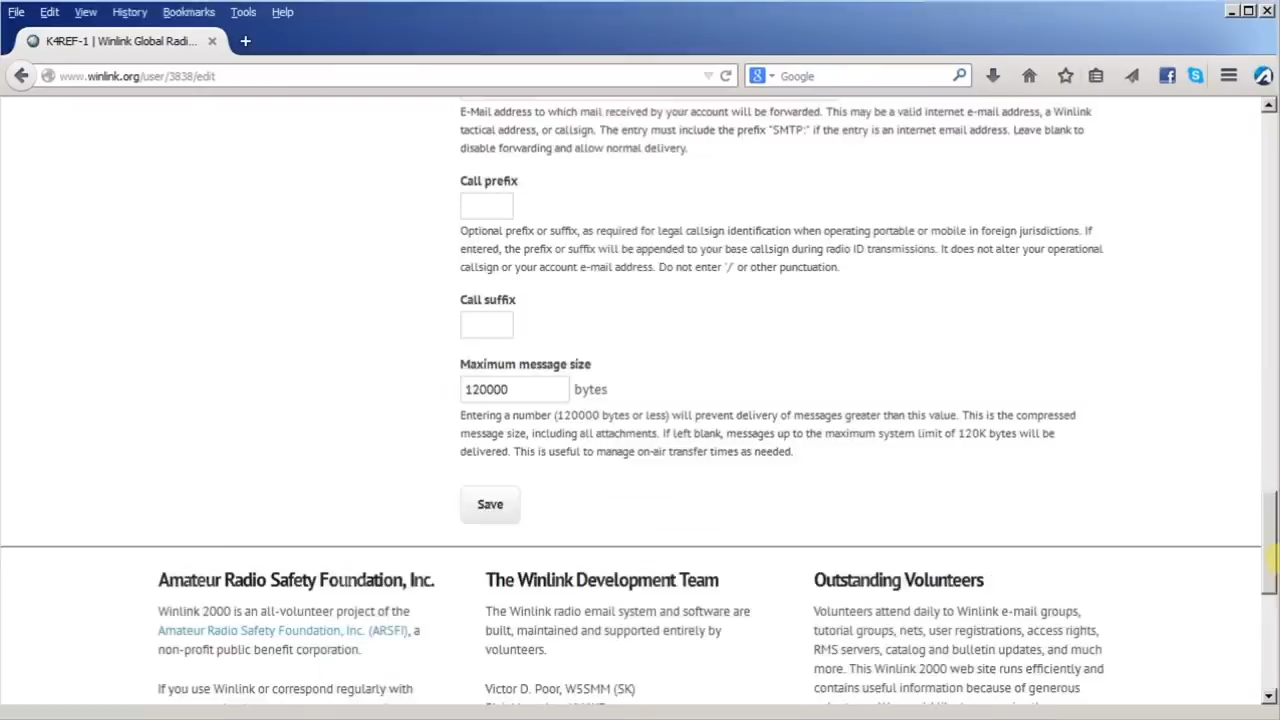 File Edit View History Bookmarks Tools Help
K4REF-1 | Winlink Global Radi...
www.winlink.org/user/3838/edit
Google
E-Mail address to which mail received by your account will be forwarded. This may be a valid internet e-mail address, a Winlink
tactical address, or callsign. The entry must include the prefix "SMTP:" if the entry is an internet email address. Leave blank to
disable forwarding and allow normal delivery.
Call prefix
Optional prefix or suffix, as required for legal callsign identification when operating portable or mobile in foreign jurisdictions. If
entered, the prefix or suffix will be appended to your base callsign during radio ID transmissions. It does not alter your operational
callsign or your account e-mail address. Do not enter '/' or other punctuation.
Call suffix
Maximum message size
120000 bytes
Entering a number (120000 bytes or less) will prevent delivery of messages greater than this value. This is the compressed
message size, including all attachments. If left blank, messages up to the maximum system limit of 120K bytes will be
delivered. This is useful to manage on-air transfer times as needed.
Save
Amateur Radio Safety Foundation, Inc.
Winlink 2000 is an all-volunteer project of the
Amateur Radio Safety Foundation, Inc. (ARSFI), a
non-profit public benefit corporation.
If you use Winlink or correspond regularly with
The Winlink Development Team
The Winlink radio email system and software are
built, maintained and supported entirely by
volunteers.
Victor D. Poor, W5SMM (SK)
Outstanding Volunteers
Volunteers attend daily to Winlink e-mail groups,
tutorial groups, nets, user registrations, access rights,
RMS servers, catalog and bulletin updates, and much
more. This Winlink 2000 web site runs efficiently and
contains useful information because of generous